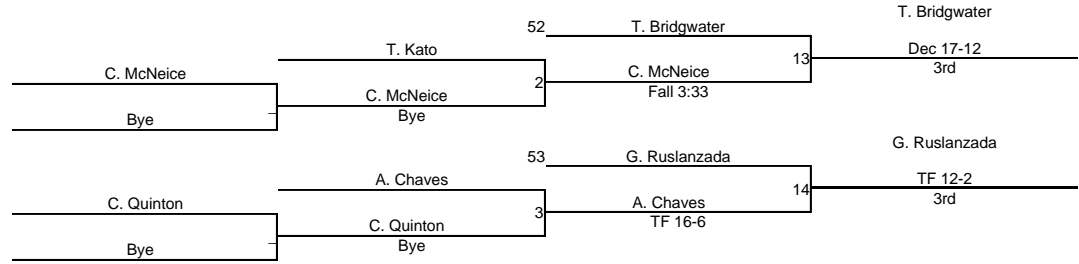 T. Bridgwater
52
T. Bridgwater
T. Kato
Dec 17-12
13
3rd
C. McNeice
C. McNeice
2
Fall 3:33
C. McNeice
Bye
Bye
G. Ruslanzada
53
G. Ruslanzada
A. Chaves
TF 12-2
14
3rd
C. Quinton
A. Chaves
3
TF 16-6
C. Quinton
Bye
Bye